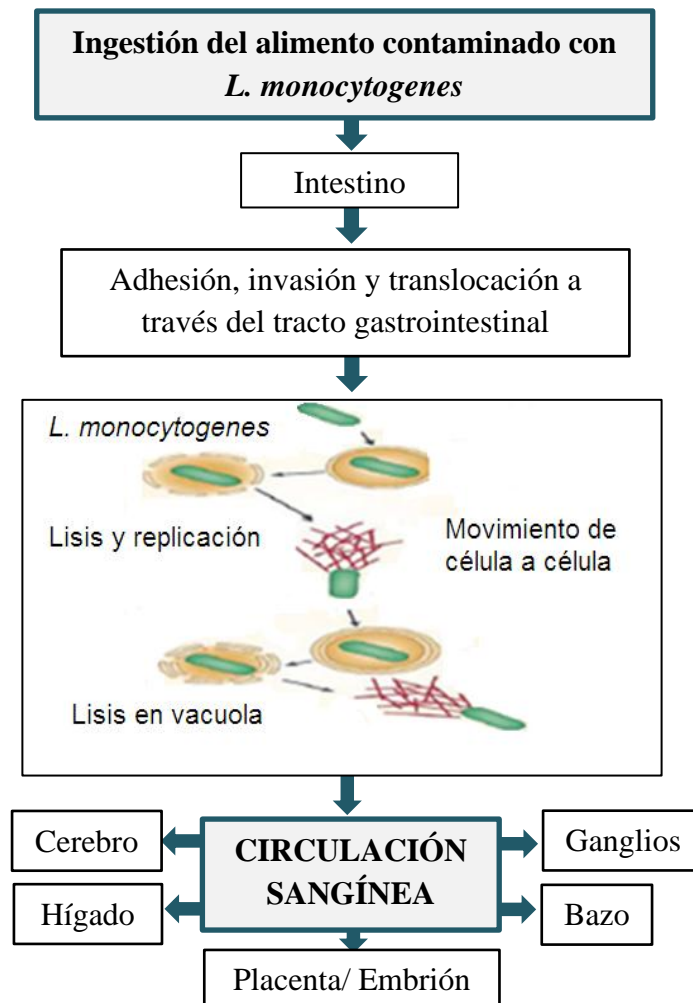 Ingestión del alimento contaminado con
L. monocytogenes
Intestino
Adhesión, invasión y translocación a
través del tracto gastrointestinal
L. monocytogenes
Lisis y replicación
Movimiento de
célula a célula
Lisis en vacuola
Cerebro
CIRCULACIÓN
SANGÍNEA
Ganglios
Hígado
Bazo
Placenta/ Embrión